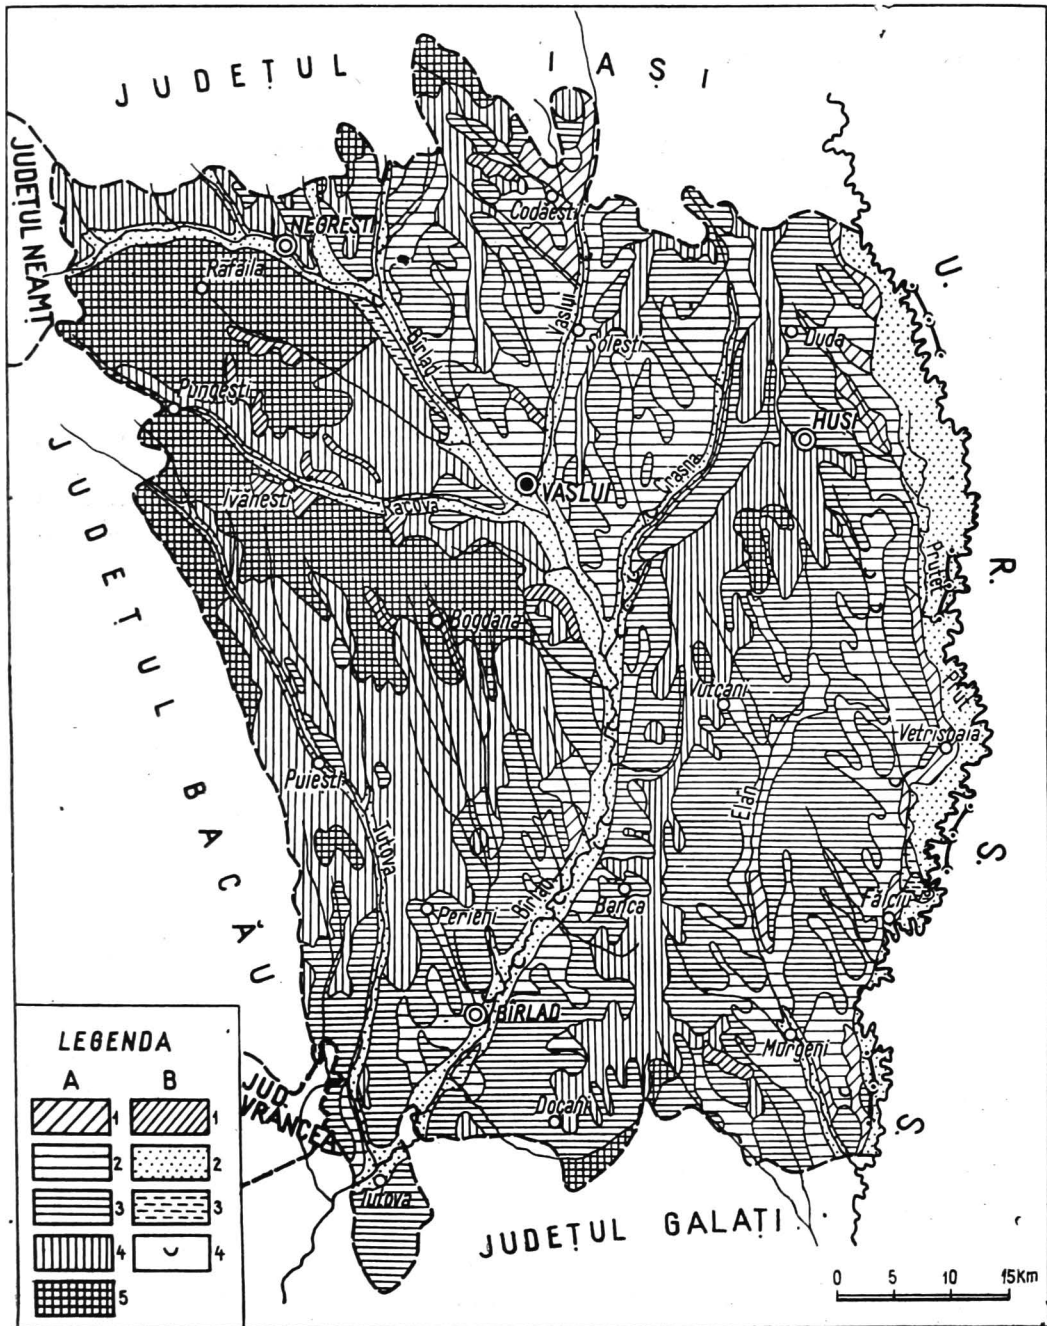 JUDEȚUL IAȘI
JUDEȚUL NEAMȚ
U.
R.
S.
S.
JUDEȚUL BACĂU
Codăești
NEGREȘTI
Rafaila
Vaslui
Solești
Duda
Bîrlad
Pungești
HUȘI
Crasna
VASLUI
Ivănești
Racova
Prutet
Bogdana
Prut
Vutcani
Vetrișoaia
Puiești
Elan
Tutova
Bîrlad
Banca
Fălciu
Perieni
BÎRLAD
Murgeni
Docani
JUD.
VRANCEA
Tutova
JUDEȚUL GALAȚI
LEGENDA
A B
1 1
2 2
3 3
4 4
5
0 5 10 15Km